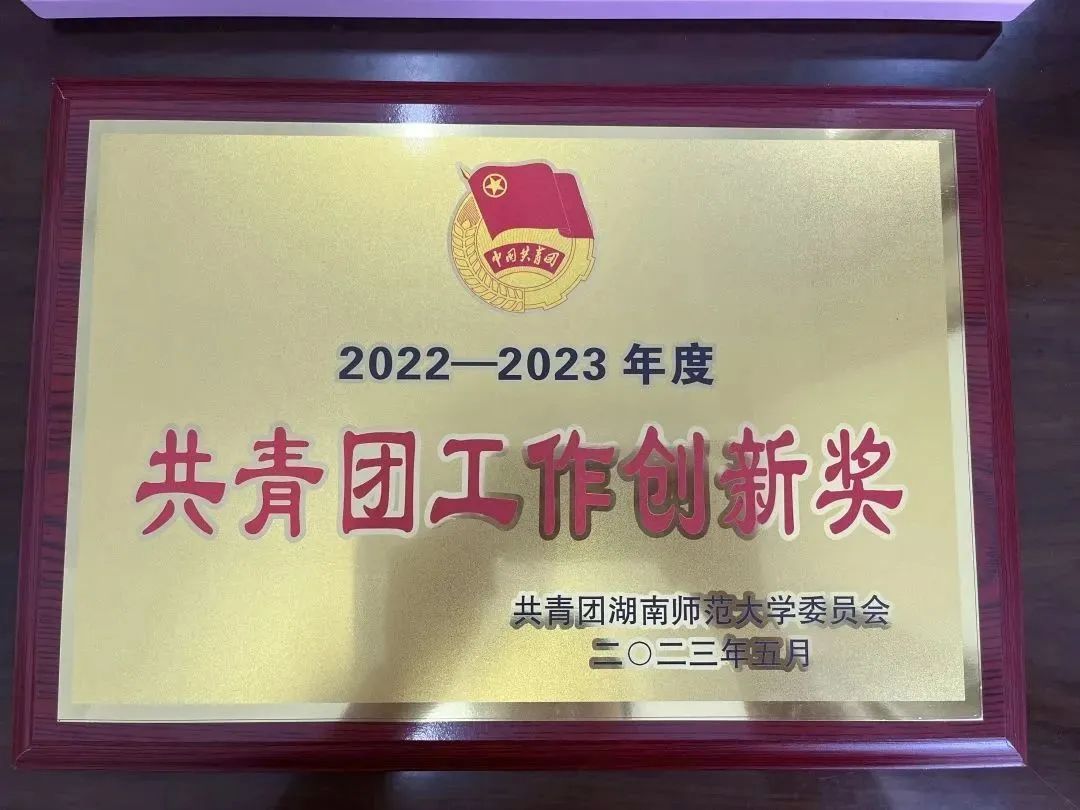 中国共青团
2022—2023 年度
共青团工作创新奖
共青团湖南师范大学委员会
二〇二三年五月